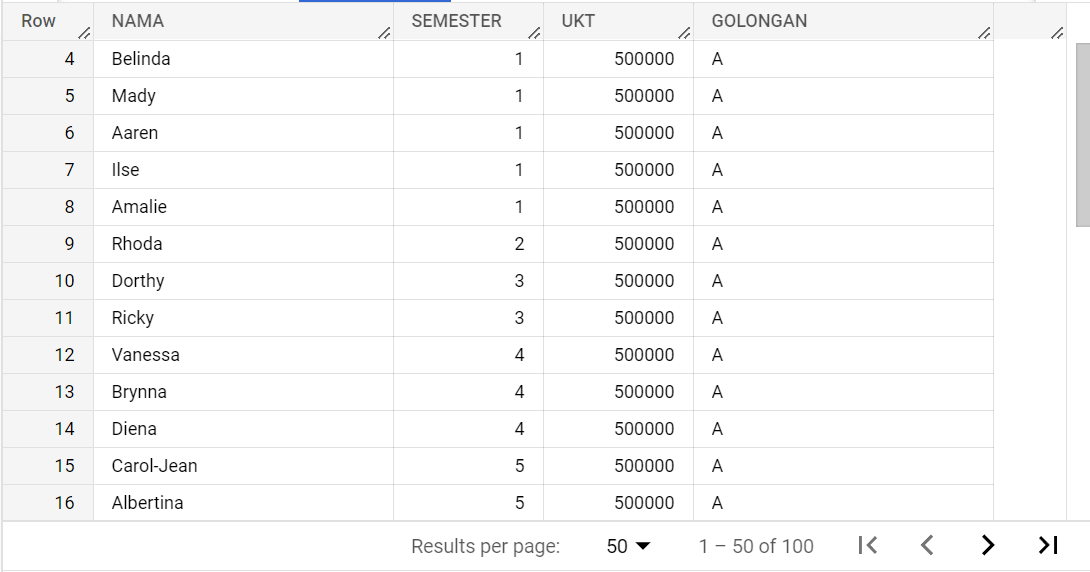 Row NAMA SEMESTER UKT GOLONGAN
4 Belinda 1 500000 A
5 Mady 1 500000 A
6 Aaren 1 500000 A
7 Ilse 1 500000 A
8 Amalie 1 500000 A
9 Rhoda 2 500000 A
10 Dorthy 3 500000 A
11 Ricky 3 500000 A
12 Vanessa 4 500000 A
13 Brynna 4 500000 A
14 Diena 4 500000 A
15 Carol-Jean 5 500000 A
16 Albertina 5 500000 A
Results per page: 50 1 – 50 of 100